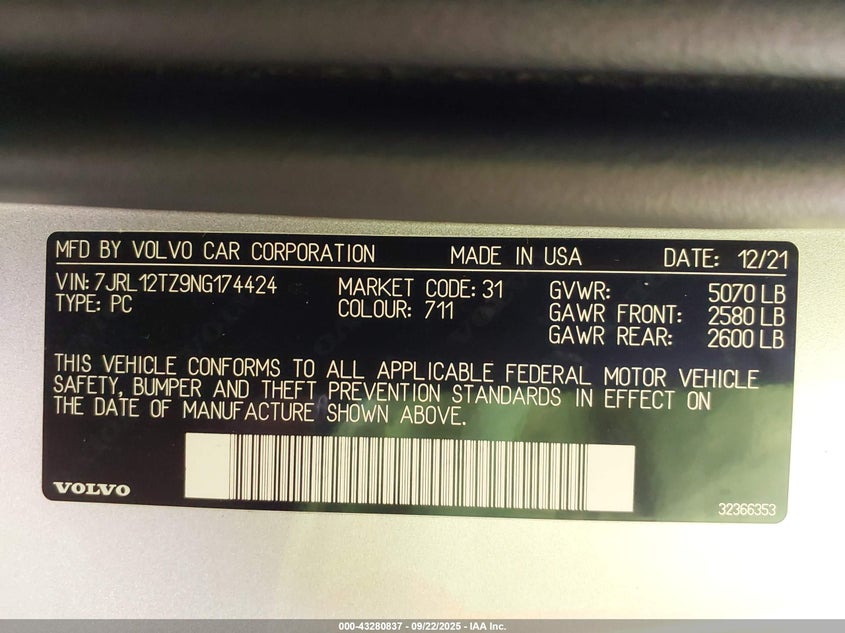 MFD BY VOLVO CAR CORPORATION MADE IN USA DATE: 12/21
VIN: 7JRL12TZ9NG174424 MARKET CODE: 31 GVWR: 5070 LB
TYPE: PC COLOUR: 711 GAWR FRONT: 2580 LB
GAWR REAR: 2600 LB
THIS VEHICLE CONFORMS TO ALL APPLICABLE FEDERAL MOTOR VEHICLE
SAFETY, BUMPER AND THEFT PREVENTION STANDARDS IN EFFECT ON
THE DATE OF MANUFACTURE SHOWN ABOVE.
VOLVO
32366353
000-43280837 - 09/22/2025 - IAA Inc.